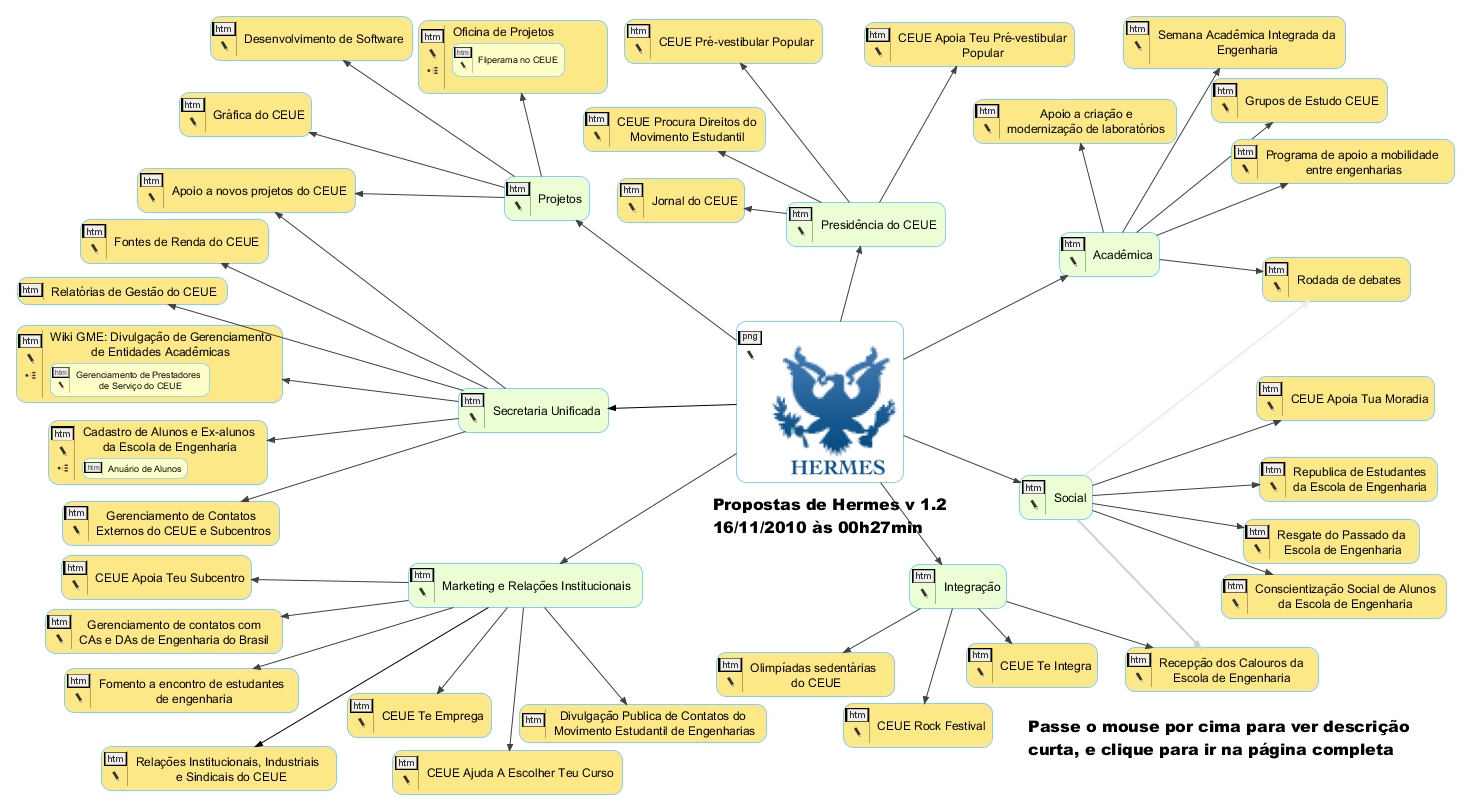 htm
Desenvolvimento de Software
htm
Oficina de Projetos
htm
Fliperama no CEUE
htm
CEUE Pré-vestibular Popular
htm
CEUE Apoia Teu Pré-vestibular
Popular
htm
Semana Acadêmica Integrada da
Engenharia
htm
Gráfica do CEUE
htm
CEUE Procura Direitos do
Movimento Estudantil
htm
Apoio a criação e
modernização de laboratórios
htm
Grupos de Estudo CEUE
htm
Programa de apoio a mobilidade
entre engenharias
htm
Apoio a novos projetos do CEUE
htm
Projetos
htm
Jornal do CEUE
htm
Presidência do CEUE
htm
Fontes de Renda do CEUE
htm
Acadêmica
htm
Rodada de debates
htm
Relatórias de Gestão do CEUE
htm
Wiki GME: Divulgação de Gerenciamento
de Entidades Acadêmicas
htm
Gerenciamento de Prestadores
de Serviço do CEUE
png
HERMES
htm
Secretaria Unificada
htm
CEUE Apoia Tua Moradia
htm
Cadastro de Alunos e Ex-alunos
da Escola de Engenharia
htm
Anuário de Alunos
htm
Republica de Estudantes
da Escola de Engenharia
htm
Social
Propostas de Hermes v 1.2
16/11/2010 às 00h27min
htm
Gerenciamento de Contatos
Externos do CEUE e Subcentros
htm
Resgate do Passado da
Escola de Engenharia
htm
CEUE Apoia Teu Subcentro
htm
Marketing e Relações Institucionais
htm
Integração
htm
Conscientização Social de Alunos
da Escola de Engenharia
htm
Gerenciamento de contatos com
CAs e DAs de Engenharia do Brasil
htm
Olimpíadas sedentárias
do CEUE
htm
CEUE Te Integra
htm
Recepção dos Calouros da
Escola de Engenharia
htm
Fomento a encontro de estudantes
de engenharia
htm
CEUE Te Emprega
htm
Divulgação Publica de Contatos do
Movimento Estudantil de Engenharias
htm
CEUE Rock Festival
Passe o mouse por cima para ver descrição
curta, e clique para ir na página completa
htm
Relações Institucionais, Industriais
e Sindicais do CEUE
htm
CEUE Ajuda A Escolher Teu Curso